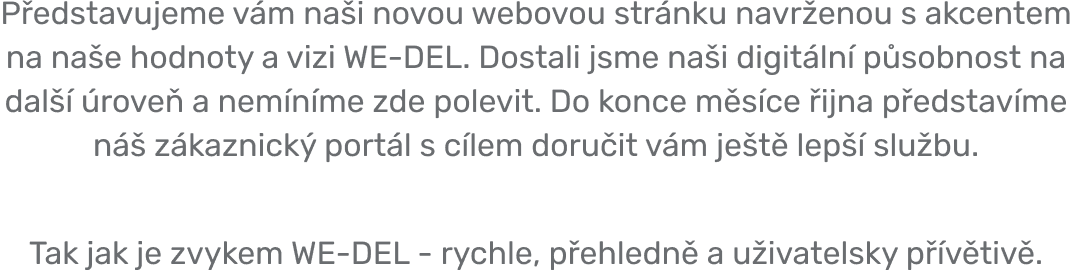 Představujeme vám naši novou webovou stránku navrženou s akcentem
na naše hodnoty a vizi WE-DEL. Dostali jsme naši digitální působnost na
další úroveň a nemíníme zde polevit. Do konce měsíce řijna představíme
náš zákaznický portál s cílem doručit vám ještě lepší službu.
Tak jak je zvykem WE-DEL - rychle, přehledně a uživatelsky přívětivě.